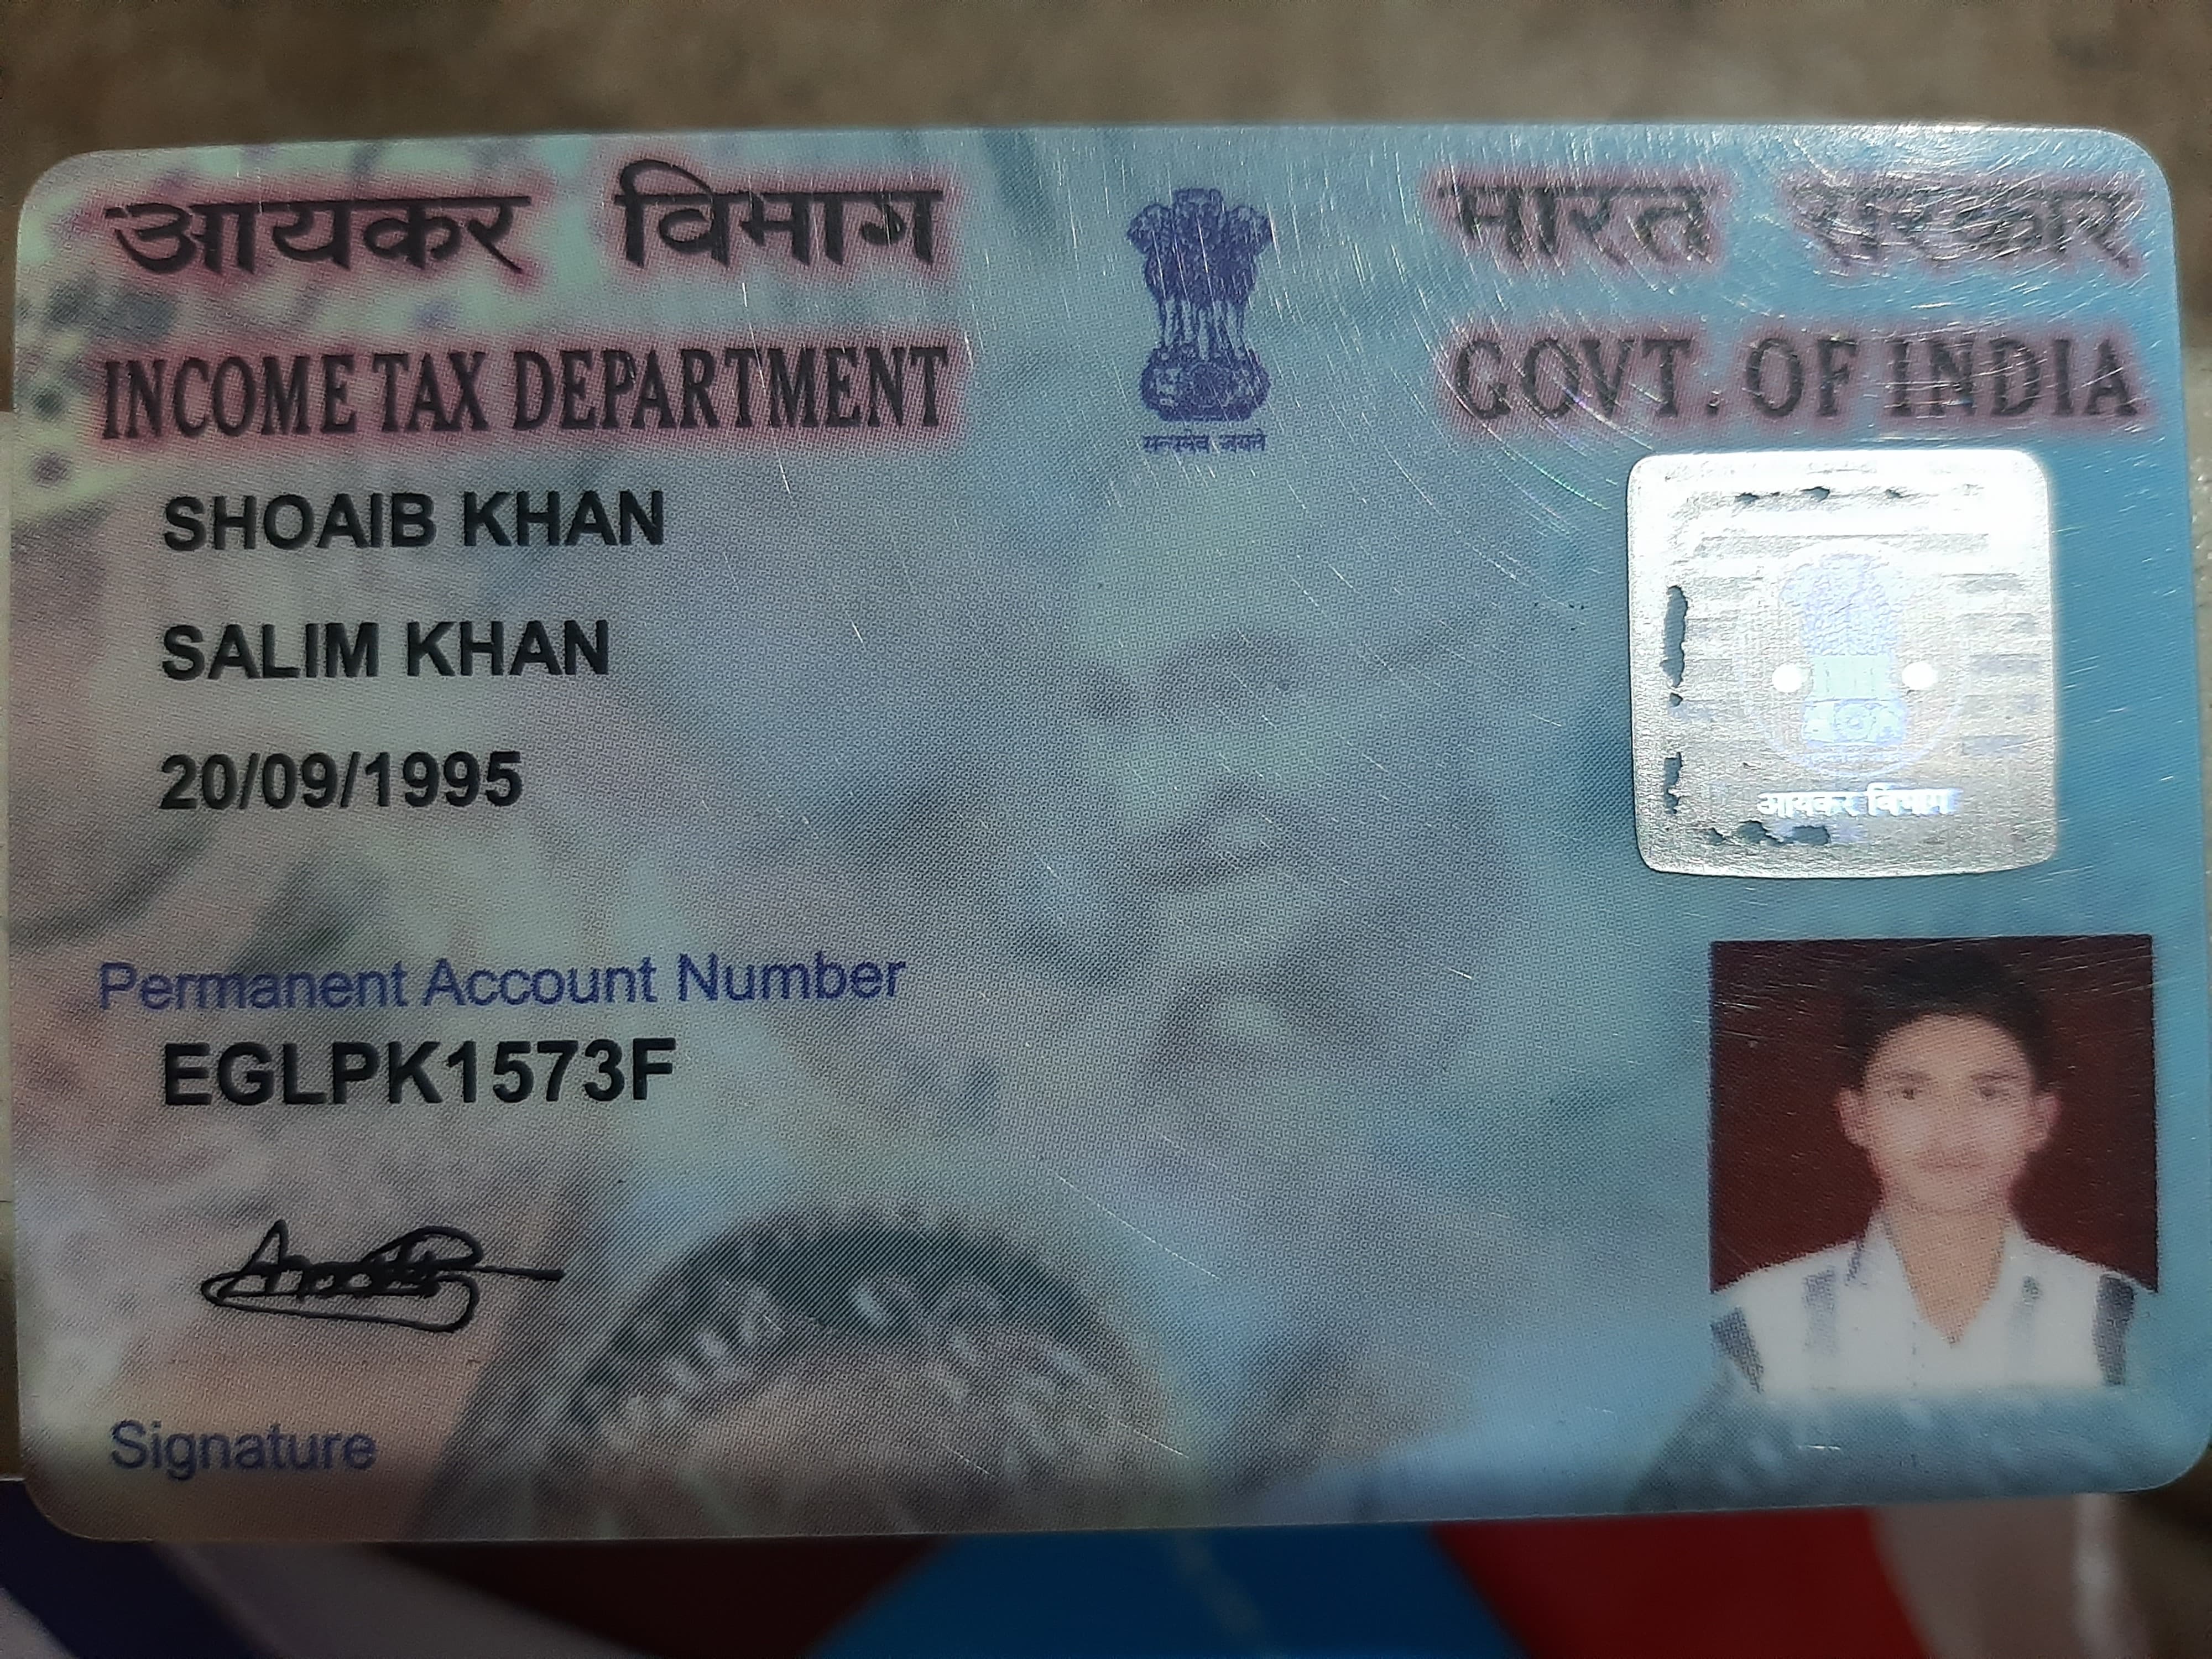 आयकर विभाग
INCOME TAX DEPARTMENT
भारत सरकार
GOVT. OF INDIA
सत्यमेव जयते
SHOAIB KHAN
SALIM KHAN
20/09/1995
आयकर विभाग
Permanent Account Number
EGLPK1573F
Signature